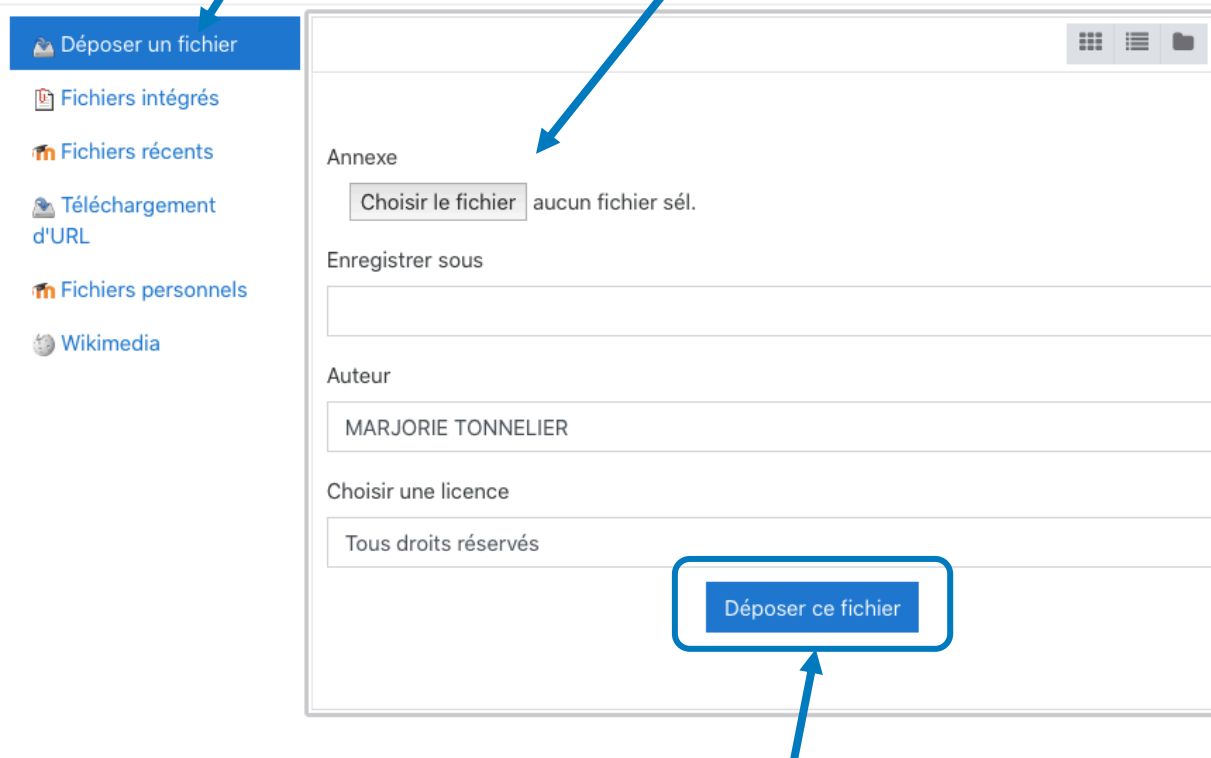 Déposer un fichier
Fichiers intégrés
Fichiers récents
Téléchargement
d'URL
Fichiers personnels
Wikimedia
Annexe
Choisir le fichier aucun fichier sél.
Enregistrer sous
Auteur
MARJORIE TONNELIER
Choisir une licence
Tous droits réservés
Déposer ce fichier